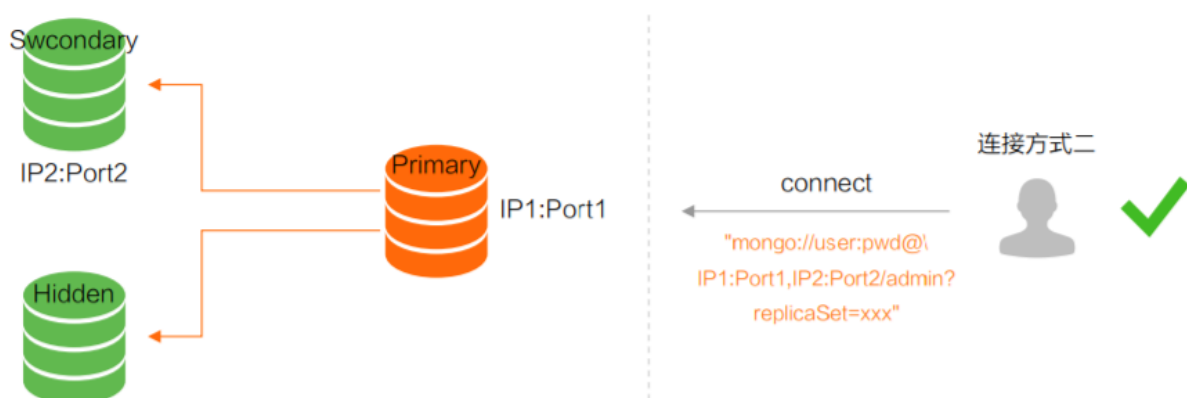 Swcondary
IP2:Port2
Primary
IP1:Port1
Hidden
连接方式二
connect
"mongo://user:pwd@\
IP1:Port1,IP2:Port2/admin?
replicaSet=xxx"